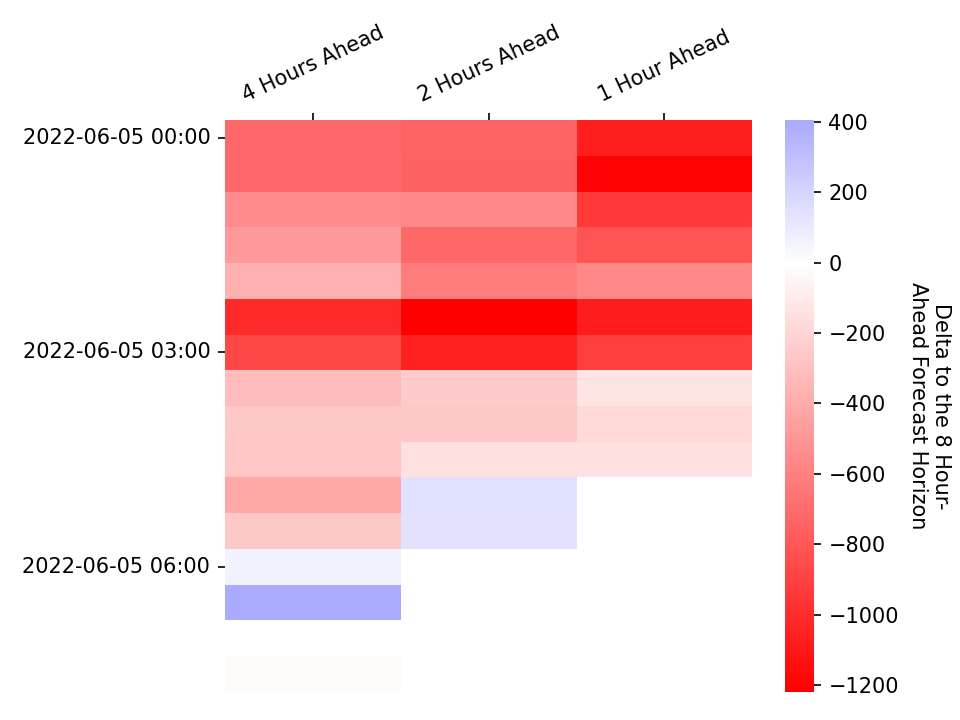 4 Hours Ahead
2 Hours Ahead
1 Hour Ahead
2022-06-05 00:00
2022-06-05 03:00
2022-06-05 06:00
400
200
0
−200
−400
−600
−800
−1000
−1200
Delta to the 8 Hour-
Ahead Forecast Horizon